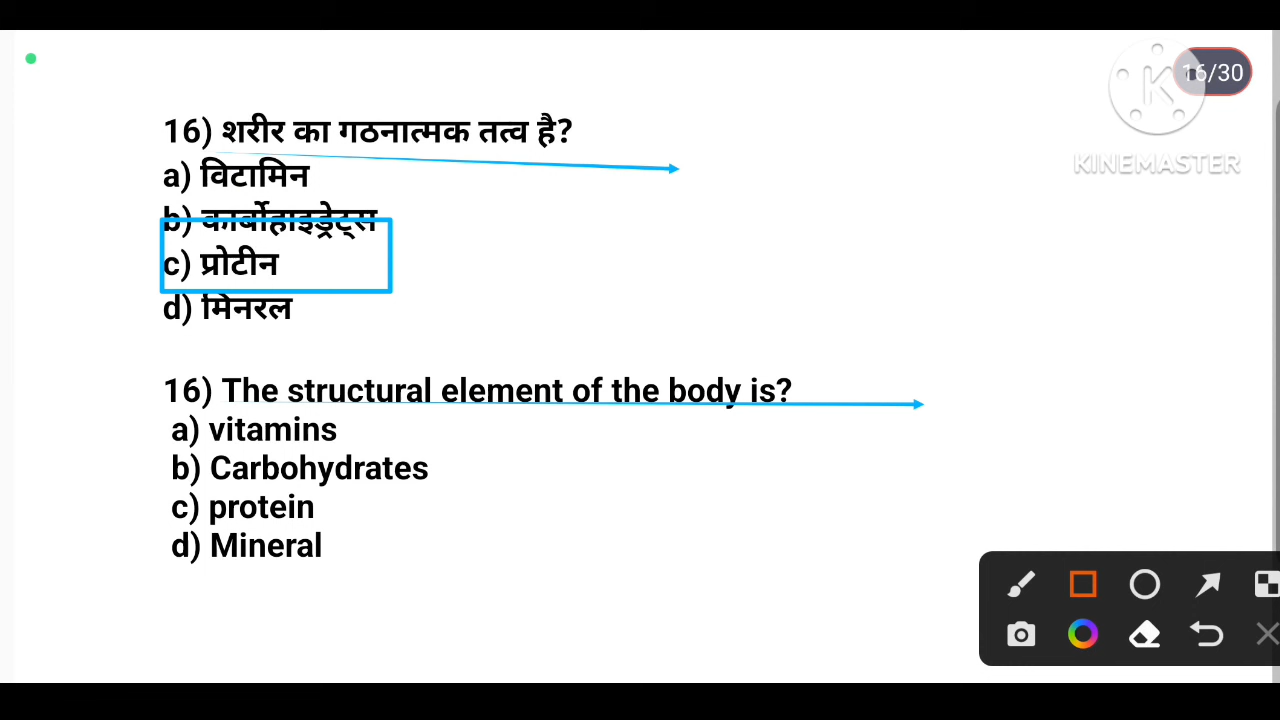 16/30
KINEMASTER
16) शरीर का गठनात्मक तत्व है?
a) विटामिन
b) कार्बोहाइड्रेट्स
c) प्रोटीन
d) मिनरल
16) The structural element of the body is?
a) vitamins
b) Carbohydrates
c) protein
d) Mineral